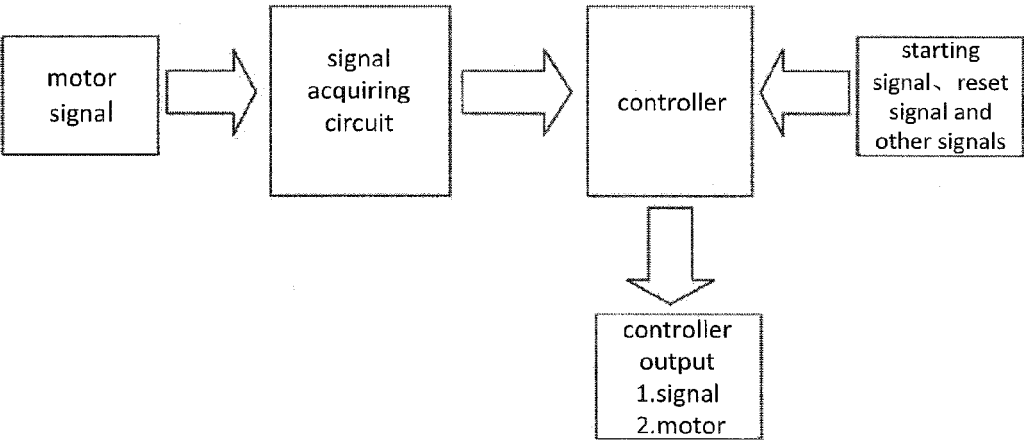 motor
signal
signal
acquiring
circuit
controller
starting
signal、reset
signal and
other signals
controller
output
1.signal
2.motor